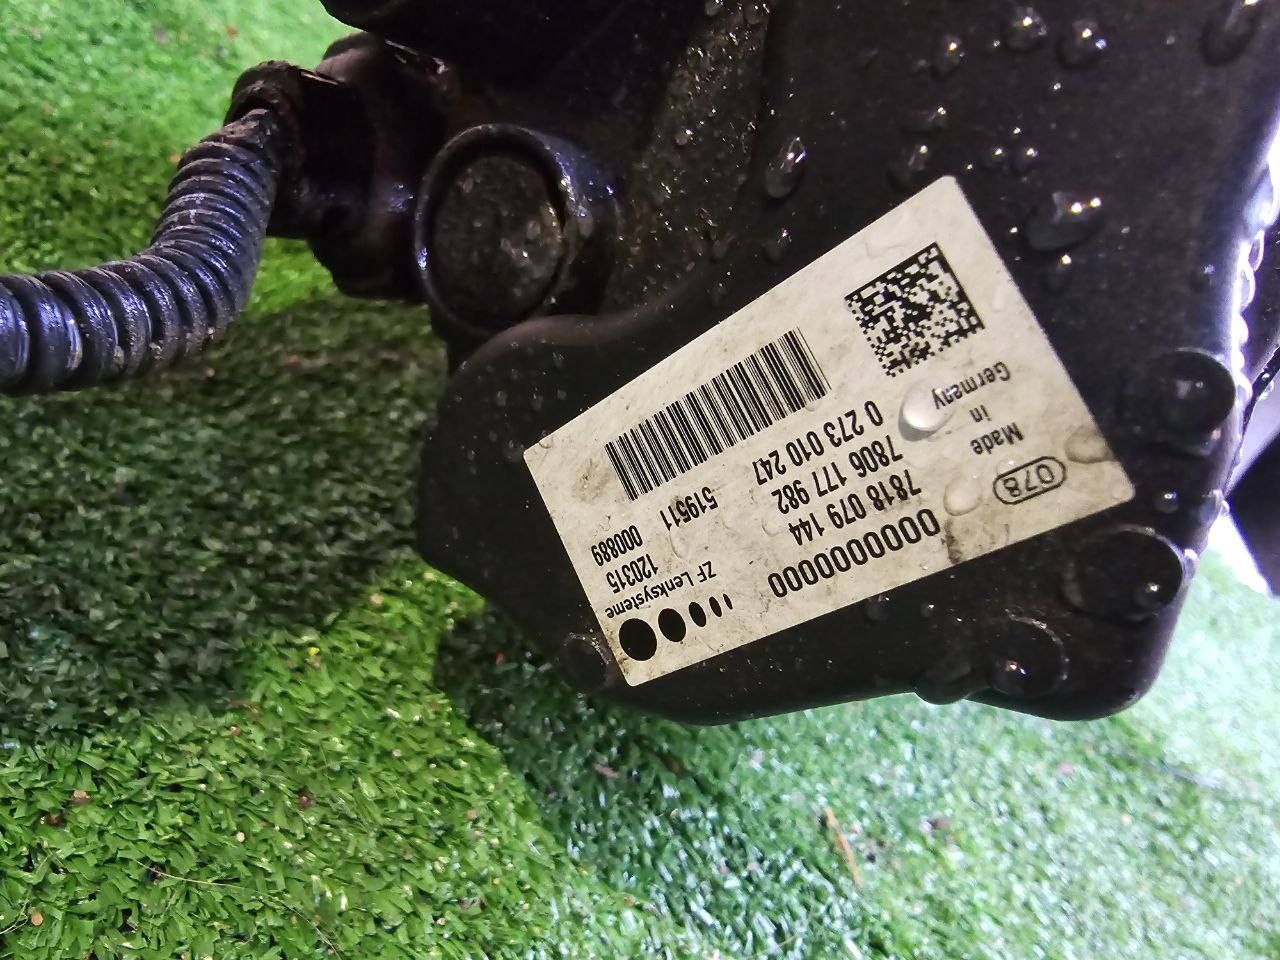 ZF Lenksysteme
120315
000889
519511
0000000000
7818 079 144
7806 177 982
0 273 010 247
078
Made
in
Germany